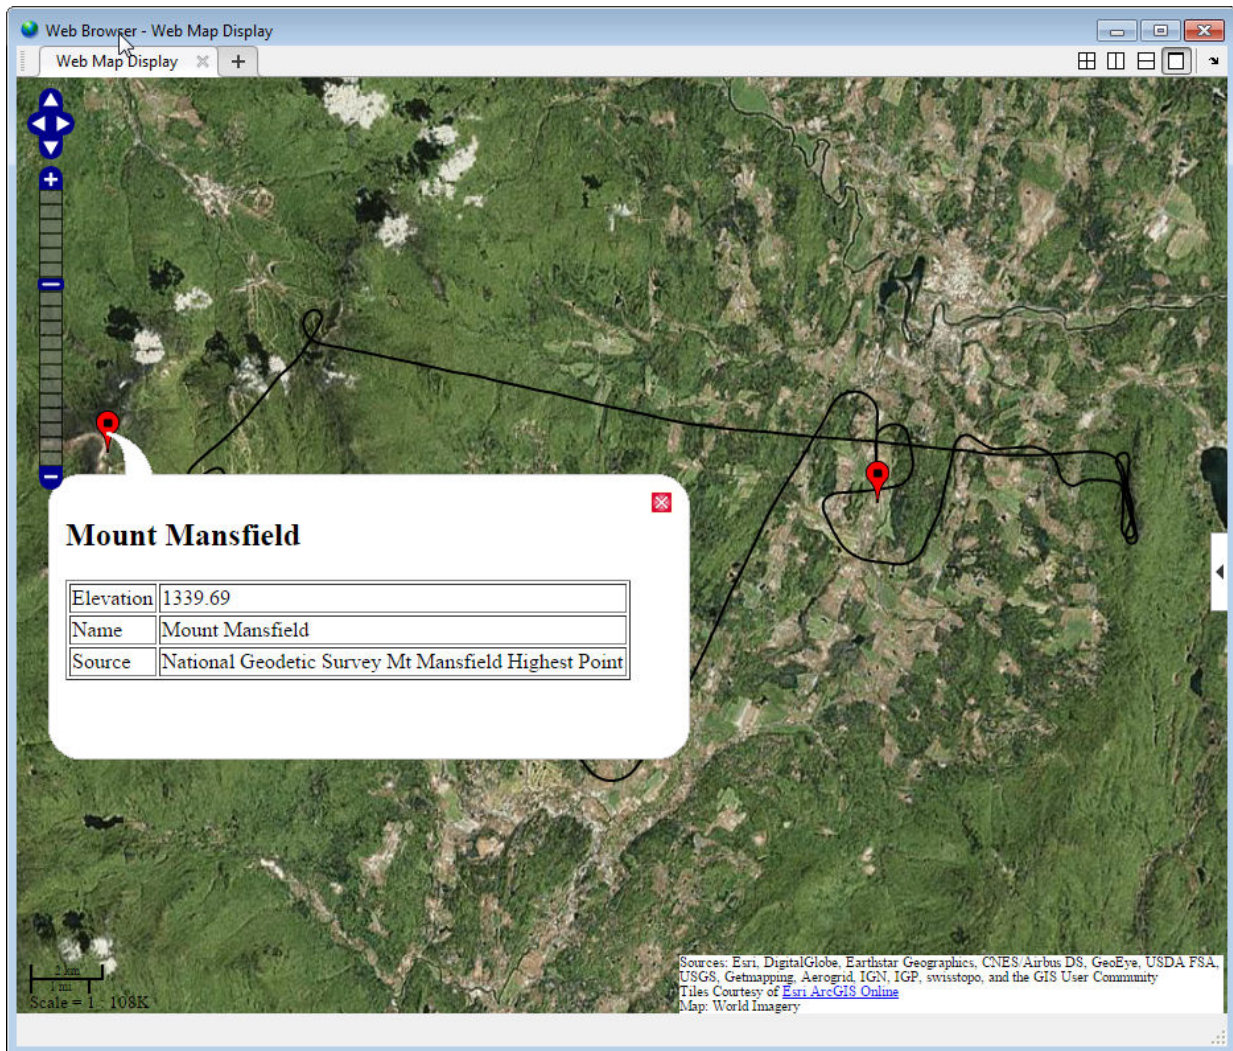 Web Browser - Web Map Display
Web Map Display
Mount Mansfield
Elevation 1339.69
Name Mount Mansfield
Source National Geodetic Survey Mt Mansfield Highest Point
2 km
1 mi
Scale = 1 : 108K
Sources: Esri, DigitalGlobe, Earthstar Geographics, CNES/Airbus DS, GeoEye, USDA FSA,
USGS, Getmapping, Aerogrid, IGN, IGP, swisstopo, and the GIS User Community
Tiles Courtesy of Esri ArcGIS Online
Map: World Imagery